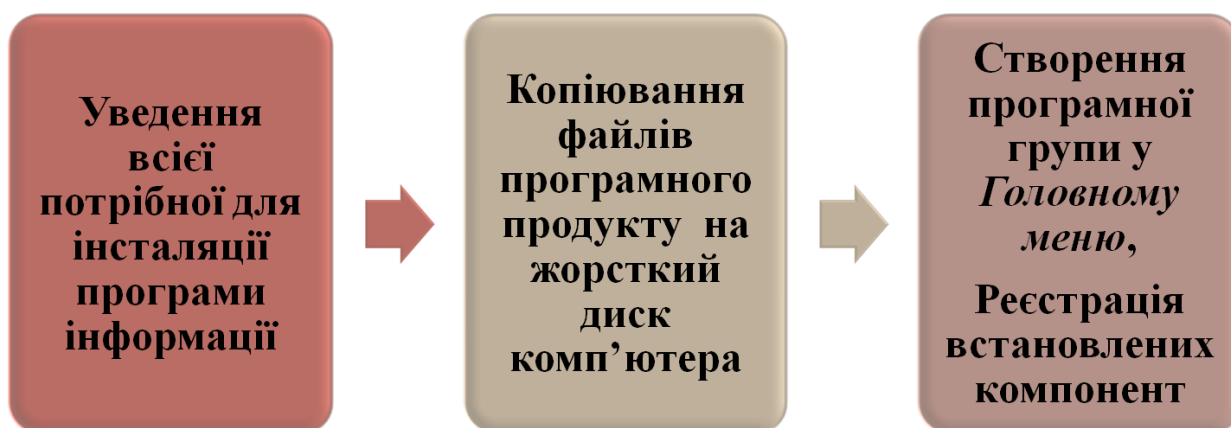 Уведення
всієї
потрібної для
інсталяції
програми
інформації
Копіювання
файлів
програмного
продукту на
жорсткий
диск
комп’ютера
Створення
програмної
групи у
Головному
меню,
Реєстрація
встановлених
компонент